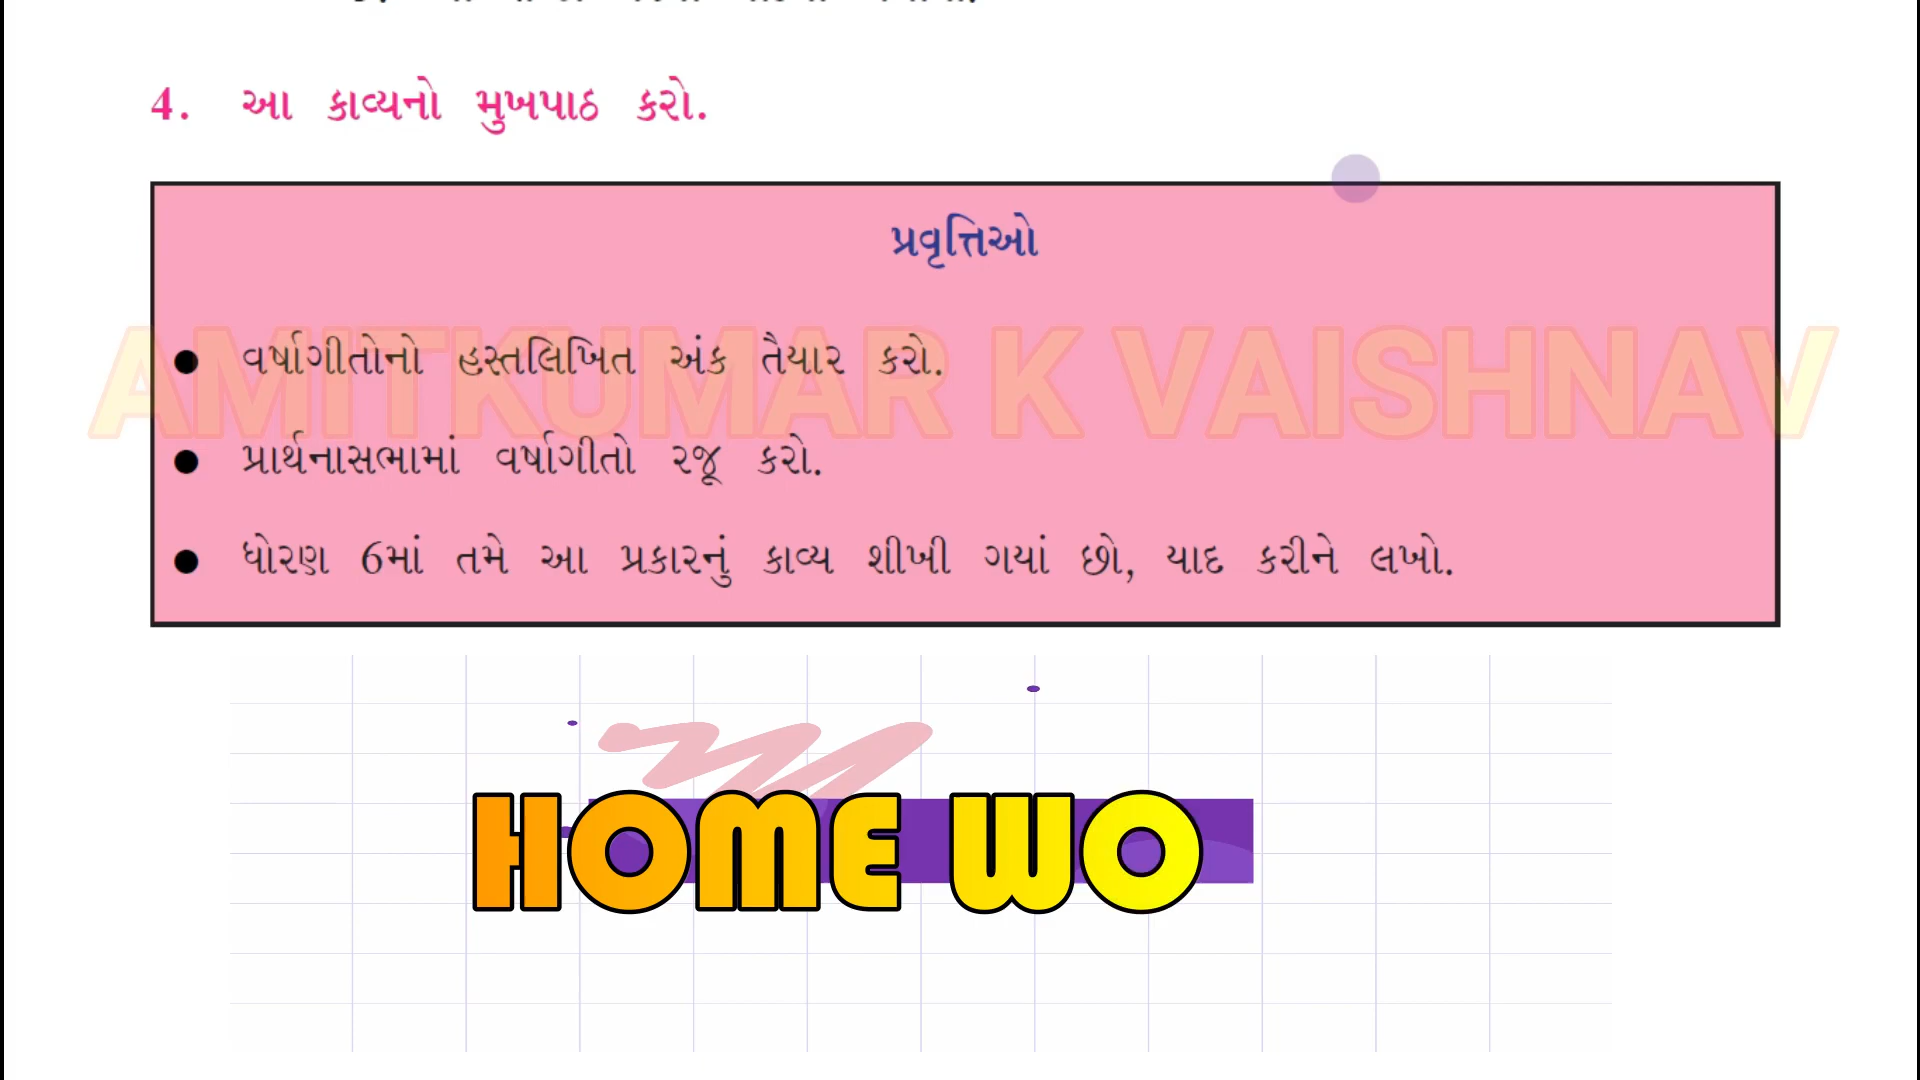 4. આ કાવ્યનો મુખપાઠ કરો.
પ્રવૃત્તિઓ
● વર્ષાગીતોનો હસ્તલિખિત અંક તૈયાર કરો.
AMITKUMAR K VAISHNAV
● પ્રાર્થનાસભામાં વર્ષાગીતો રજૂ કરો.
● ધોરણ 6માં તમે આ પ્રકારનું કાવ્ય શીખી ગયાં છો, યાદ કરીને લખો.
HOME WO